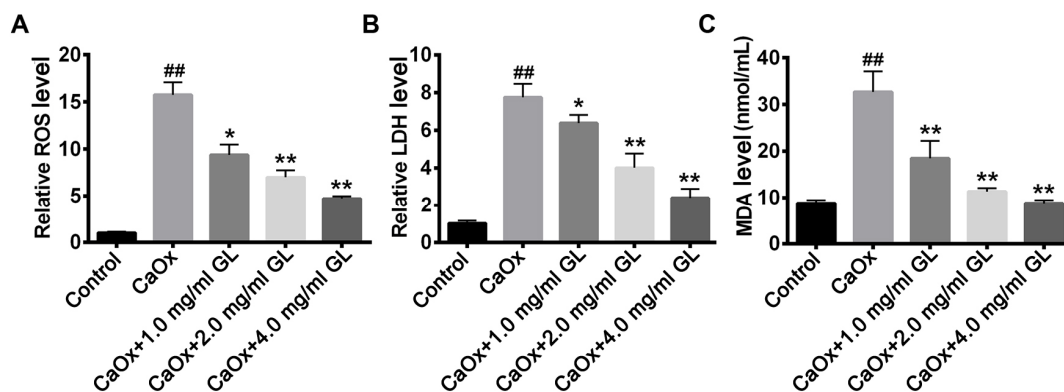 A
Relative ROS level
20
15
10
5
0
##
*
**
**
Control
CaOx
CaOx+1.0 mg/ml GL
CaOx+2.0 mg/ml GL
CaOx+4.0 mg/ml GL
B
Relative LDH level
10
8
6
4
2
0
##
*
**
**
Control
CaOx
CaOx+1.0 mg/ml GL
CaOx+2.0 mg/ml GL
CaOx+4.0 mg/ml GL
C
MDA level (nmol/mL)
40
30
20
10
0
##
**
**
**
Control
CaOx
CaOx+1.0 mg/ml GL
CaOx+2.0 mg/ml GL
CaOx+4.0 mg/ml GL